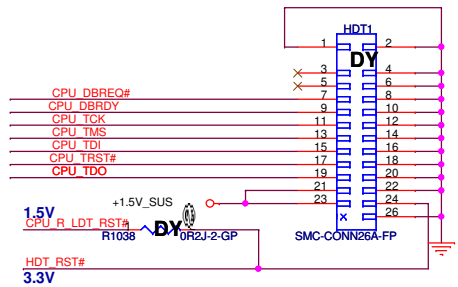 HDT1
1 2
DY
3 4
5 6
CPU_DBREQ# 7 8
CPU_DBRDY 9 10
CPU_TCK 11 12
CPU_TMS 13 14
CPU_TDI 15 16
CPU_TRST# 17 18
CPU_TDO 19 20
21 22
+1.5V_SUS 23 24
26
1.5V
CPU_R_LDT_RST#
DY
R1038 0R2J-2-GP SMC-CONN26A-FP
HDT_RST#
3.3V